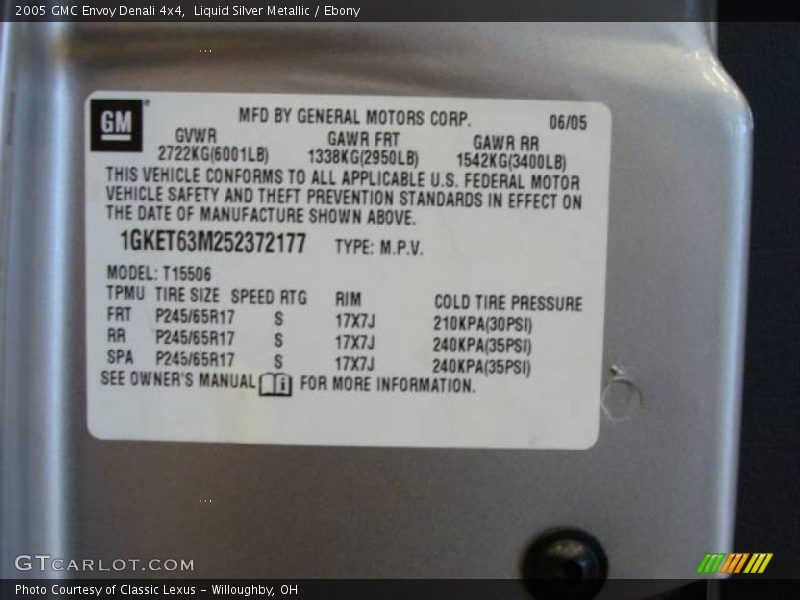 2005 GMC Envoy Denali 4x4,  Liquid Silver Metallic / Ebony
GM
MFD BY GENERAL MOTORS CORP. 06/05
GVWR GAWR FRT GAWR RR
2722KG(6001LB) 1338KG(2950LB) 1542KG(3400LB)
THIS VEHICLE CONFORMS TO ALL APPLICABLE U.S. FEDERAL MOTOR
VEHICLE SAFETY AND THEFT PREVENTION STANDARDS IN EFFECT ON
THE DATE OF MANUFACTURE SHOWN ABOVE.
1GKET63M252372177 TYPE: M.P.V.
MODEL: T15506
TPMU TIRE SIZE SPEED RTG RIM COLD TIRE PRESSURE
FRT P245/65R17 S 17X7J 210KPA(30PSI)
RR P245/65R17 S 17X7J 240KPA(35PSI)
SPA P245/65R17 S 17X7J 240KPA(35PSI)
SEE OWNER'S MANUAL i FOR MORE INFORMATION.
GTCARLOT.COM
Photo Courtesy of Classic Lexus - Willoughby, OH